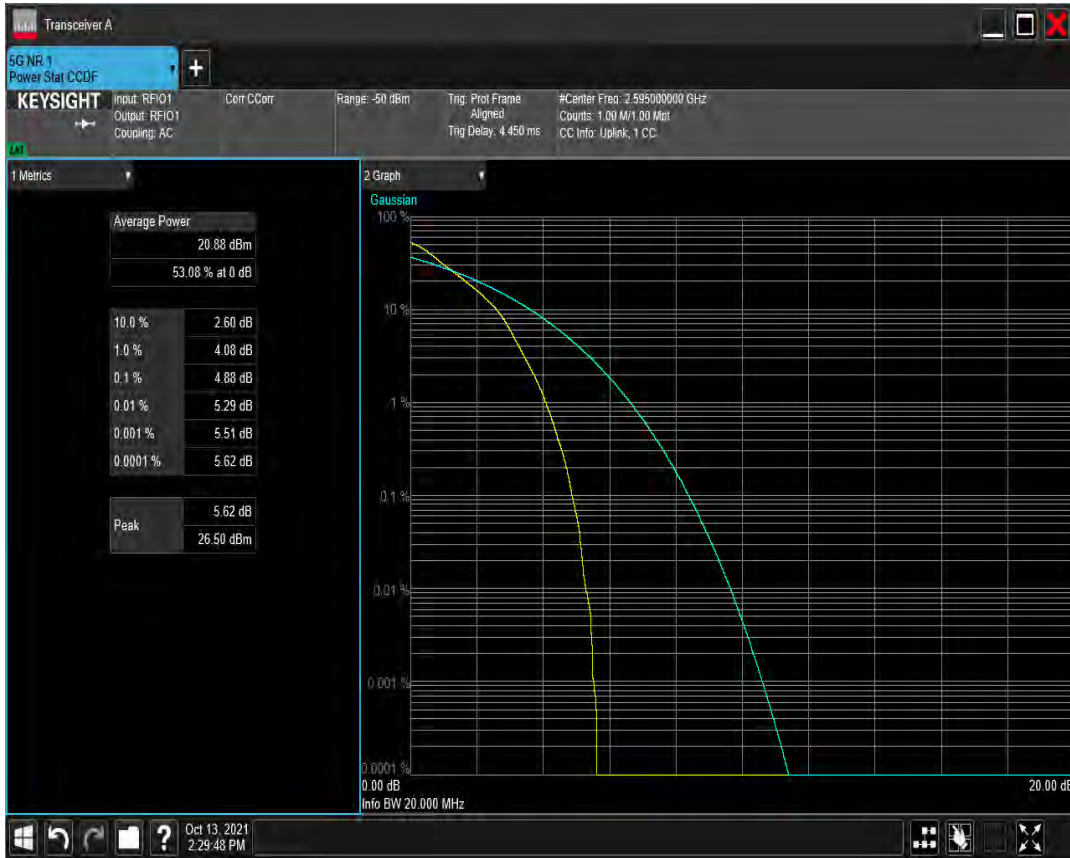 Transceiver A
5G NR 1
Power Stat CCDF
+
KEYSIGHT
Input: RFIO1
Output: RFIO1
Coupling: AC
Corr CCorr
Range: -50 dBm
Trig: Prot Frame
Aligned
Trig Delay: 4.450 ms
#Center Freq: 2.595000000 GHz
Counts: 1.00 M/1.00 Mpt
CC Info: Uplink, 1 CC
1 Metrics
Average Power
20.88 dBm
53.08 % at 0 dB
10.0 % 2.60 dB
1.0 % 4.08 dB
0.1 % 4.88 dB
0.01 % 5.29 dB
0.001 % 5.51 dB
0.0001 % 5.62 dB
Peak
5.62 dB
26.50 dBm
2 Graph
Gaussian
100 %
10 %
1 %
0.1 %
0.01 %
0.001 %
0.0001 %
0.00 dB
20.00 dB
Info BW 20.000 MHz
?
Oct 13, 2021
2:29:48 PM